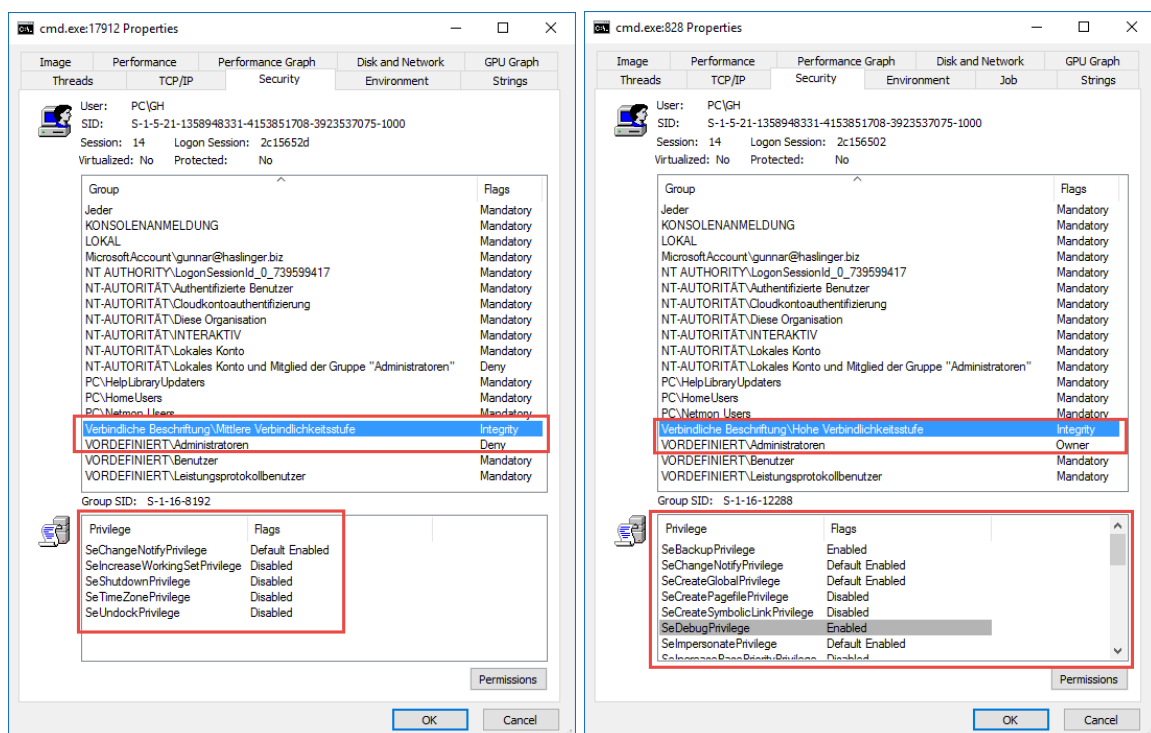 cmd.exe:17912 Properties
Image Performance Performance Graph Disk and Network GPU Graph
Threads TCP/IP Security Environment Strings
User: PC\GH
SID: S-1-5-21-1358948331-4153851708-3923537075-1000
Session: 14 Logon Session: 2c15652d
Virtualized: No Protected: No
Group Flags
Jeder Mandatory
KONSOLENANMELDUNG Mandatory
LOKAL Mandatory
MicrosoftAccount\gunnar@haslinger.biz Mandatory
NT AUTHORITY\LogonSessionId_0_739599417 Mandatory
NT-AUTORITÄT\Authentifizierte Benutzer Mandatory
NT-AUTORITÄT\Cloudkontoauthentifizierung Mandatory
NT-AUTORITÄT\Diese Organisation Mandatory
NT-AUTORITÄT\INTERAKTIV Mandatory
NT-AUTORITÄT\Lokales Konto Mandatory
NT-AUTORITÄT\Lokales Konto und Mitglied der Gruppe "Administratoren" Deny
PC\HelpLibraryUpdaters Mandatory
PC\HomeUsers Mandatory
PC\Netmon Users Mandatory
Verbindliche Beschriftung\Mittlere Verbindlichkeitsstufe Integrity
VORDEFINIERT\Administratoren Deny
VORDEFINIERT\Benutzer Mandatory
VORDEFINIERT\Leistungsprotokollbenutzer Mandatory
Group SID: S-1-16-8192
Privilege Flags
SeChangeNotifyPrivilege Default Enabled
SeIncreaseWorkingSetPrivilege Disabled
SeShutdownPrivilege Disabled
SeTimeZonePrivilege Disabled
SeUndockPrivilege Disabled
Permissions
OK Cancel
cmd.exe:828 Properties
Image Performance Performance Graph Disk and Network GPU Graph
Threads TCP/IP Security Environment Job Strings
User: PC\GH
SID: S-1-5-21-1358948331-4153851708-3923537075-1000
Session: 14 Logon Session: 2c156502
Virtualized: No Protected: No
Group Flags
Jeder Mandatory
KONSOLENANMELDUNG Mandatory
LOKAL Mandatory
MicrosoftAccount\gunnar@haslinger.biz Mandatory
NT AUTHORITY\LogonSessionId_0_739599417 Mandatory
NT-AUTORITÄT\Authentifizierte Benutzer Mandatory
NT-AUTORITÄT\Cloudkontoauthentifizierung Mandatory
NT-AUTORITÄT\Diese Organisation Mandatory
NT-AUTORITÄT\INTERAKTIV Mandatory
NT-AUTORITÄT\Lokales Konto Mandatory
NT-AUTORITÄT\Lokales Konto und Mitglied der Gruppe "Administratoren" Mandatory
PC\HelpLibraryUpdaters Mandatory
PC\HomeUsers Mandatory
PC\Netmon Users Mandatory
Verbindliche Beschriftung\Hohe Verbindlichkeitsstufe Integrity
VORDEFINIERT\Administratoren Owner
VORDEFINIERT\Benutzer Mandatory
VORDEFINIERT\Leistungsprotokollbenutzer Mandatory
Group SID: S-1-16-12288
Privilege Flags
SeBackupPrivilege Enabled
SeChangeNotifyPrivilege Default Enabled
SeCreateGlobalPrivilege Default Enabled
SeCreatePagefilePrivilege Disabled
SeCreateSymbolicLinkPrivilege Disabled
SeDebugPrivilege Enabled
SeImpersonatePrivilege Default Enabled
Disabled
Permissions
OK Cancel